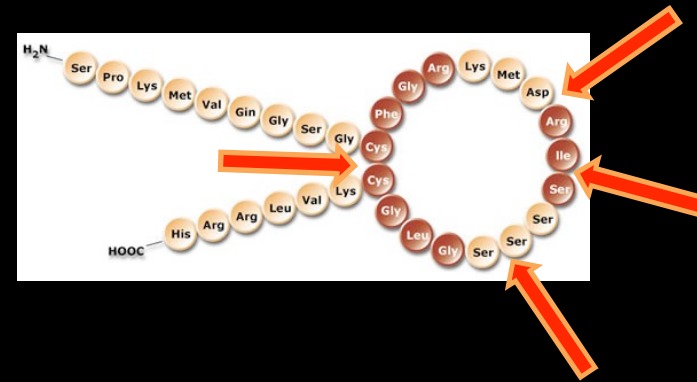 H2N
Ser
Pro
Lys
Met
Val
Gin
Gly
Ser
Gly
Cys
Phe
Gly
Arg
Lys
Met
Asp
Arg
Ile
Ser
Ser
Ser
Ser
Gly
Leu
Gly
Cys
Lys
Val
Leu
Arg
Arg
His
HOOC